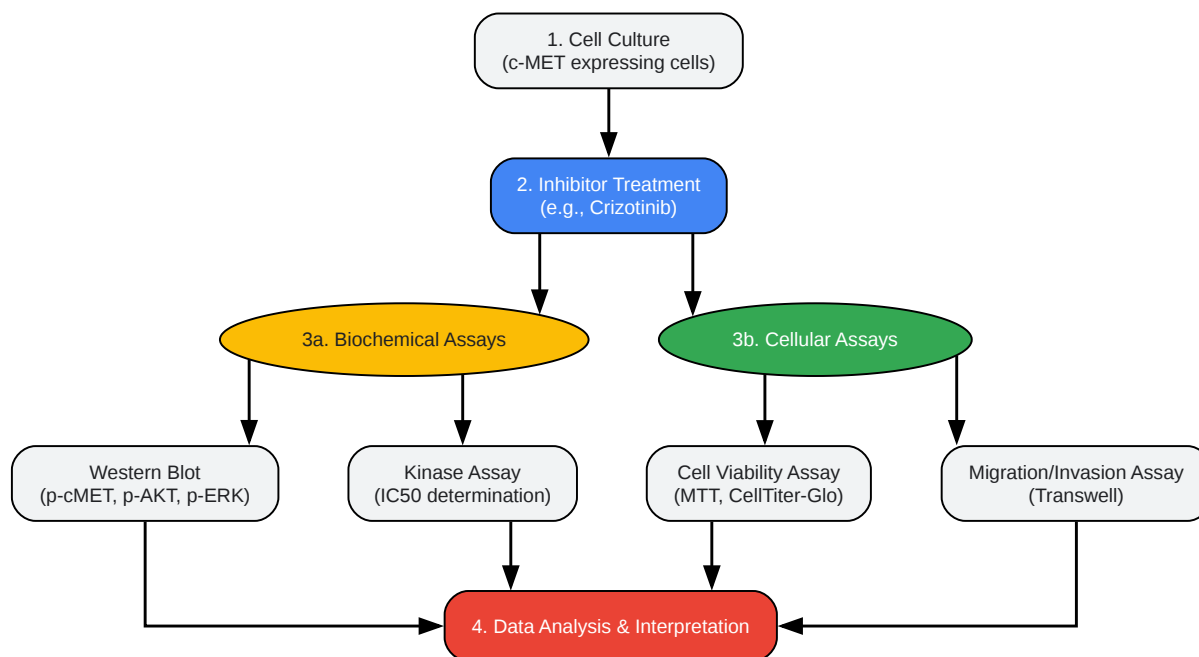 1. Cell Culture
(c-MET expressing cells)
2. Inhibitor Treatment
(e.g., Crizotinib)
3a. Biochemical Assays
3b. Cellular Assays
Western Blot
(p-cMET, p-AKT, p-ERK)
Kinase Assay
(IC50 determination)
Cell Viability Assay
(MTT, CellTiter-Glo)
Migration/Invasion Assay
(Transwell)
4. Data Analysis & Interpretation